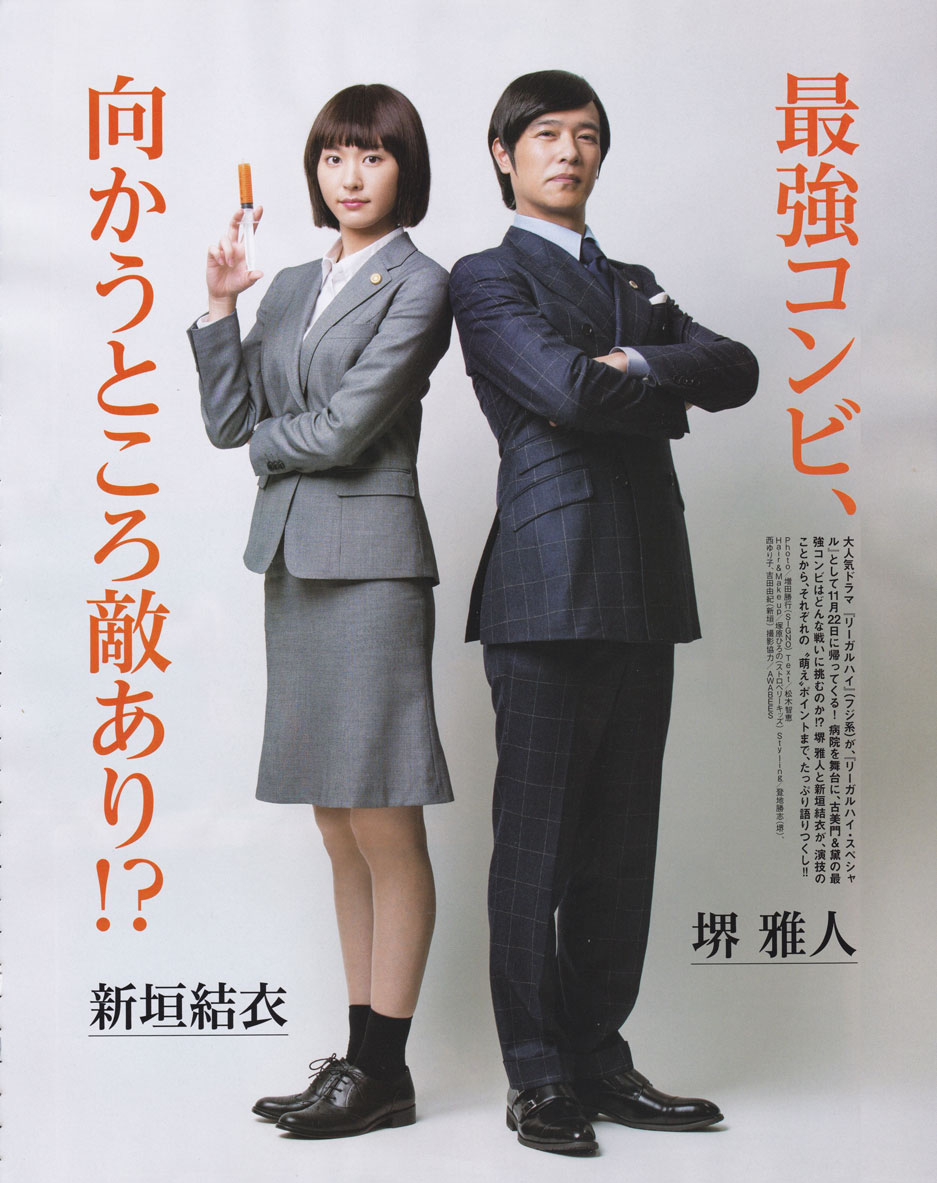 最強コンビ、
向かうところ敵あり!?
大人気ドラマ『リーガルハイ』(フジ系)が、『リーガルハイ・スペシャ
ル』として11月22日に帰ってくる! 病院を舞台に、古美門&黛の最
強コンビはどんな戦いに挑むのか!? 堺 雅人と新垣結衣が、演技の
ことから、それぞれの〝萌え〟ポイントまで、たっぷり語りつくし!!
Photo/増田勝行(SIGNO) Text/松木智恵
Hair&Make up/塚原ひろの(ストロベリーキッズ) Styling/登地勝志(堺)、
西ゆり子、吉田由紀(新垣) 撮影協力/AWABEES
堺 雅人
新垣結衣